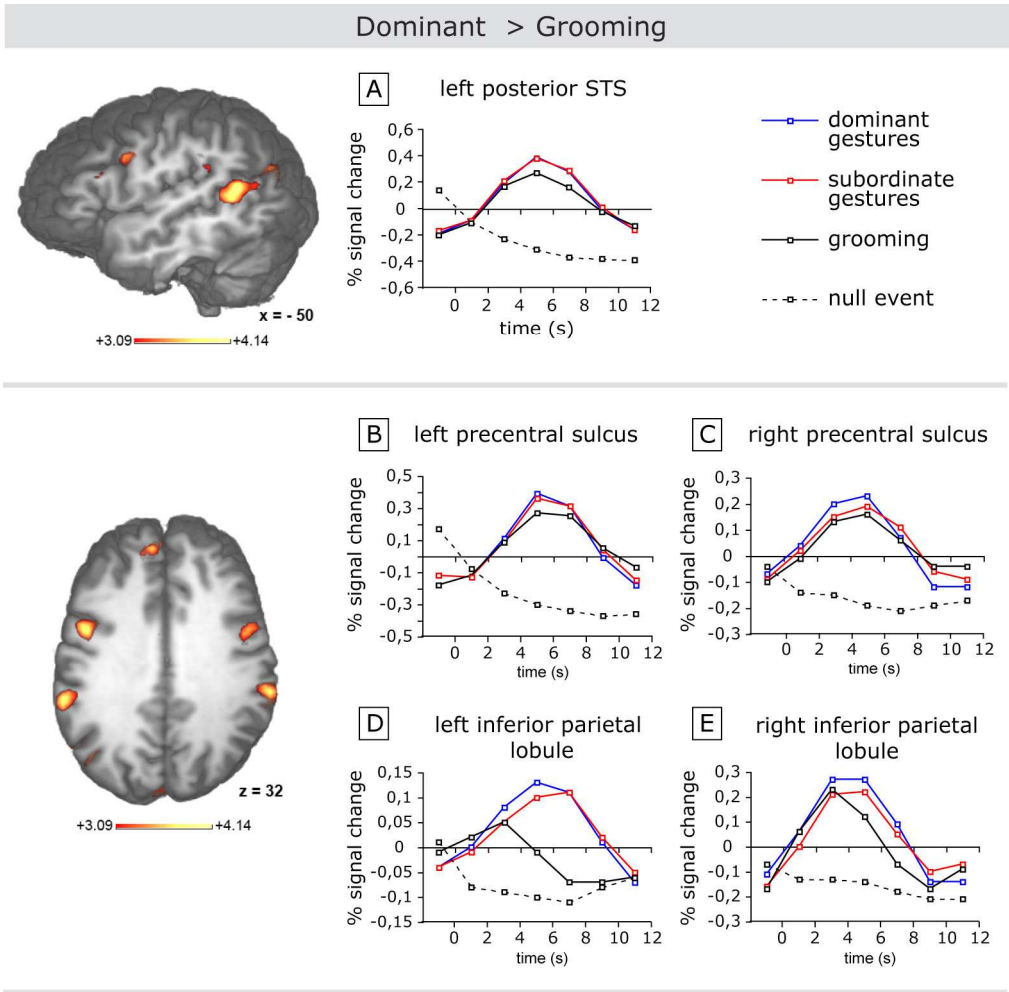 Dominant > Grooming
A left posterior STS
% signal change
0,6
0,4
0,2
0
-0,2
-0,4
-0,6
0 2 4 6 8 10 12
time (s)
dominant
gestures
subordinate
gestures
grooming
null event
x = - 50
+3.09 +4.14
B left precentral sulcus
% signal change
0,5
0,3
0,1
-0,1
-0,3
-0,5
0 2 4 6 8 10 12
time (s)
C right precentral sulcus
% signal change
0,3
0,2
0,1
0
-0,1
-0,2
-0,3
0 2 4 6 8 10 12
time (s)
z = 32
+3.09 +4.14
D left inferior parietal
lobule
% signal change
0,15
0,1
0,05
0
-0,05
-0,1
-0,15
0 2 4 6 8 10 12
time (s)
E right inferior parietal
lobule
% signal change
0,3
0,2
0,1
0
-0,1
-0,2
-0,3
0 2 4 6 8 10 12
time (s)